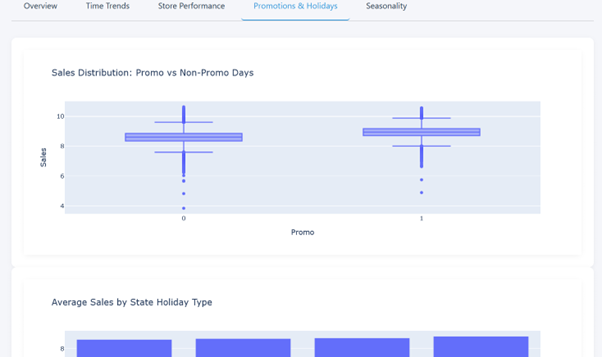 Overview Time Trends Store Performance Promotions & Holidays Seasonality
Sales Distribution: Promo vs Non-Promo Days
10
8
6
4
Sales
0 1
Promo
Average Sales by State Holiday Type
8